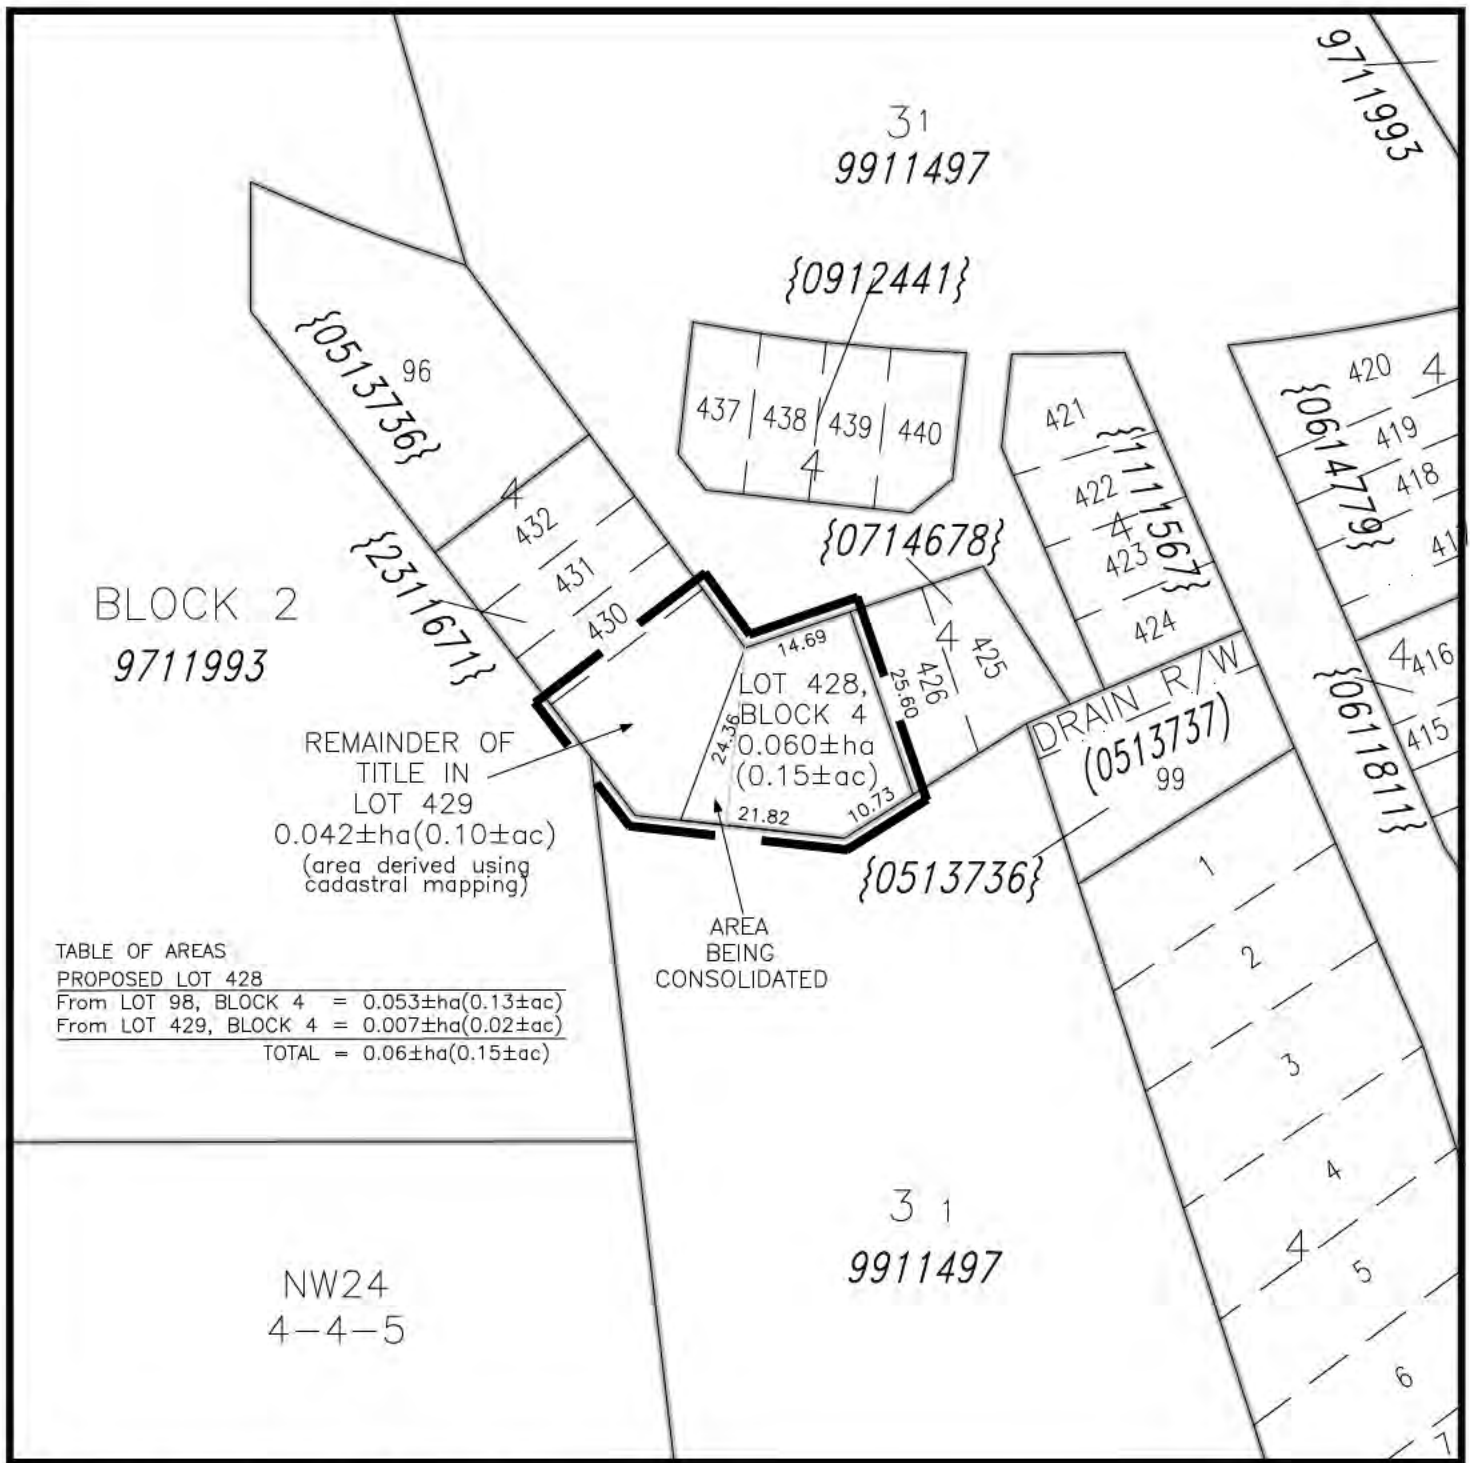 9711993
31
9911497
{0912441}
{0513736}
96
437
438
439
440
4
420
4
421
{0614779}
419
418
{1111567}
422
4
423
424
4
432
431
430
{2311671}
{0714678}
4
425
426
BLOCK 2
9711993
14.69
25.60
LOT 428,
BLOCK 4
0.060±ha
(0.15±ac)
24.36
21.82
10.73
DRAIN R/W
(0513737)
99
4
416
415
{0611811}
REMAINDER OF
TITLE IN
LOT 429
0.042±ha(0.10±ac)
(area derived using
cadastral mapping)
{0513736}
AREA
BEING
CONSOLIDATED
TABLE OF AREAS
PROPOSED LOT 428
From LOT 98, BLOCK 4 = 0.053±ha(0.13±ac)
From LOT 429, BLOCK 4 = 0.007±ha(0.02±ac)
TOTAL = 0.06±ha(0.15±ac)
1
2
3
4
4
5
6
7
3 1
9911497
NW24
4-4-5